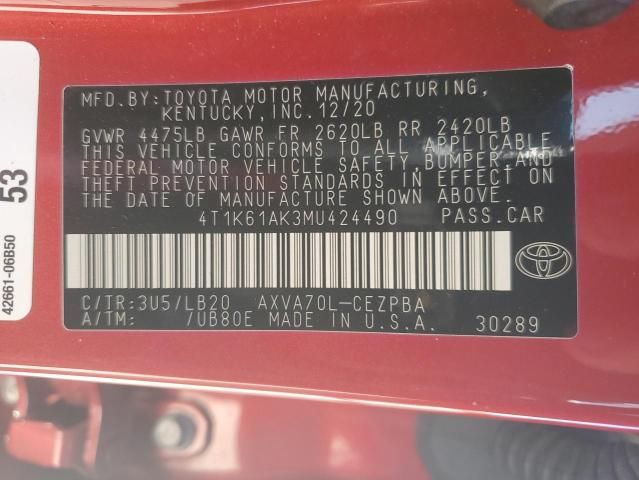 MFD. BY: TOYOTA MOTOR MANUFACTURING,
KENTUCKY, INC. 12/20
GVWR 4475LB GAWR FR 2620LB RR 2420LB
THIS VEHICLE CONFORMS TO ALL APPLICABLE
FEDERAL MOTOR VEHICLE SAFETY, BUMPER AND
THEFT PREVENTION STANDARDS IN EFFECT ON
THE DATE OF MANUFACTURE SHOWN ABOVE.
4T1K61AK3MU424490 PASS.CAR
C/TR:3U5/LB20 AXVA70L-CEZPBA
A/TM: /UB80E MADE IN U.S.A. 30289
TOYOTA
53
42661-06B50